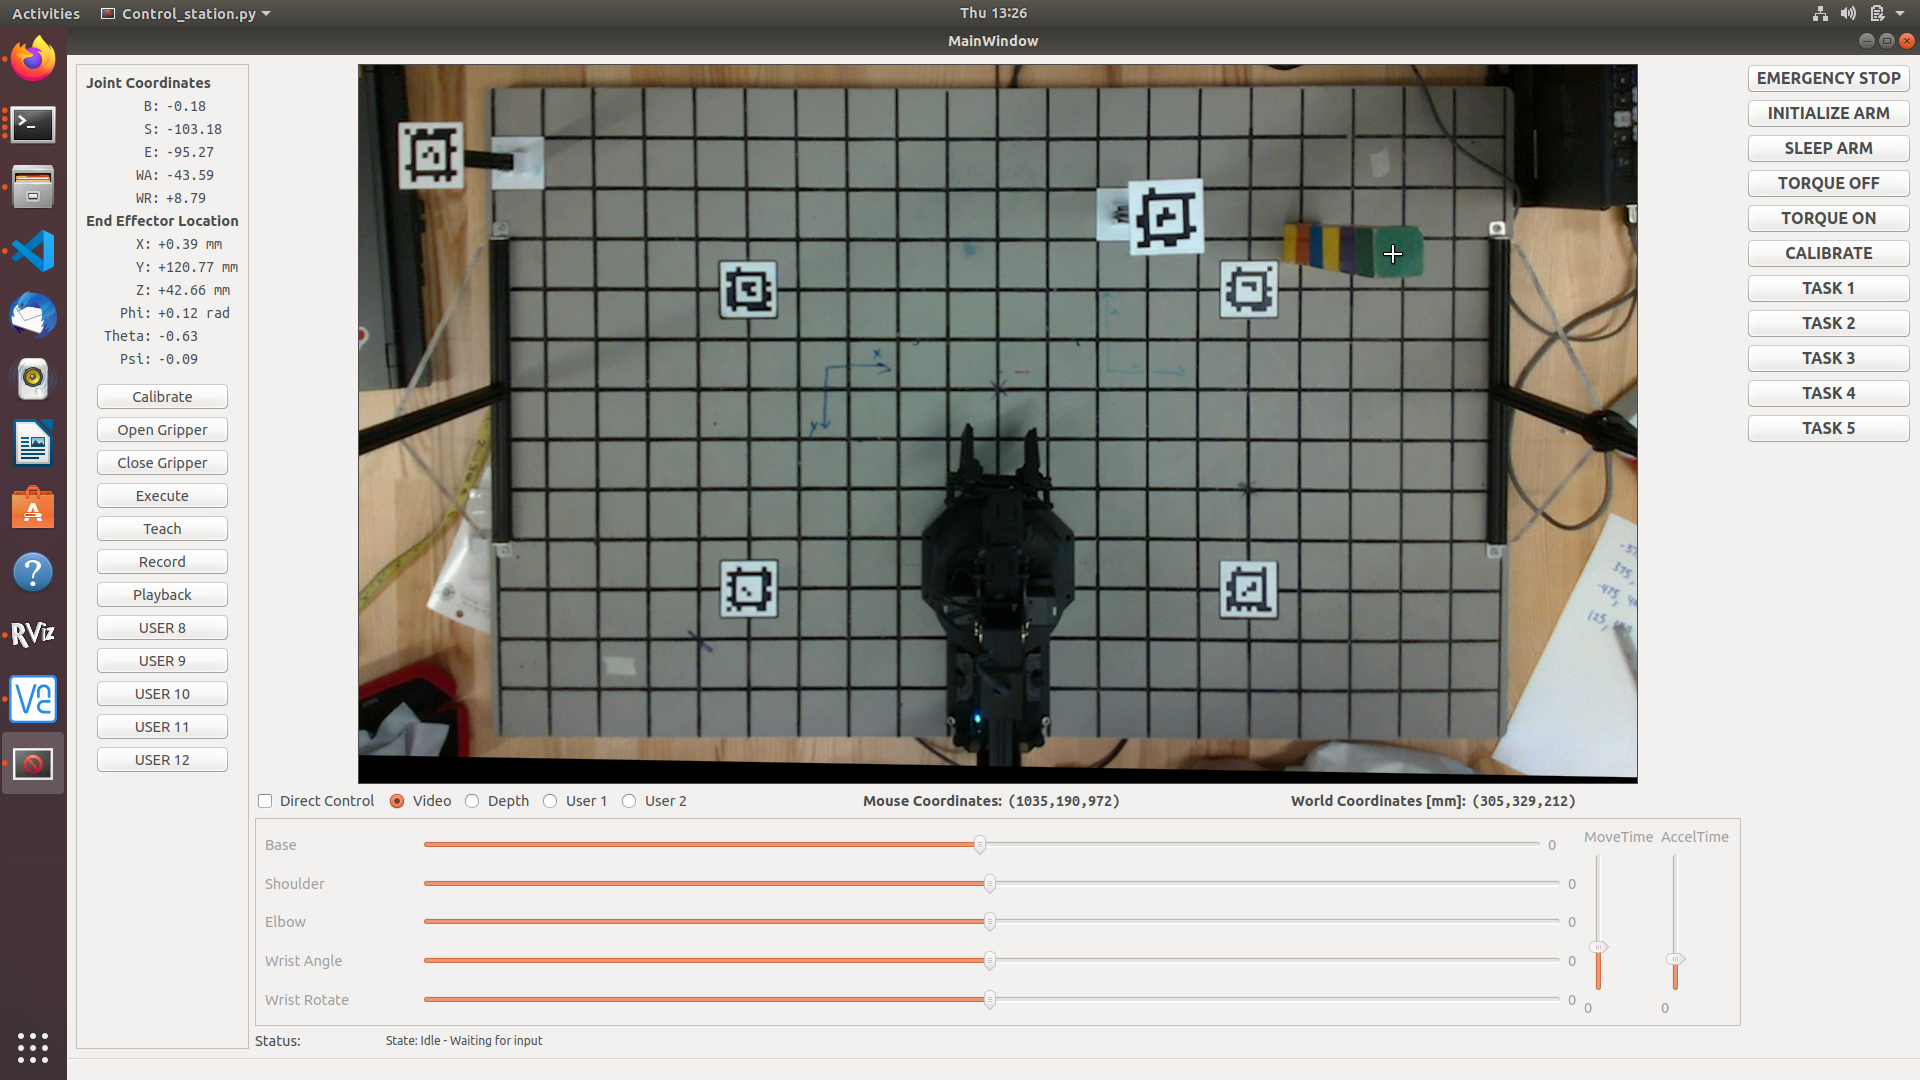 Activities Control_station.py Thu 13:26
MainWindow
Joint Coordinates
B: -0.18
S: -103.18
E: -95.27
WA: -43.59
WR: +8.79
End Effector Location
X: +0.39 mm
Y: +120.77 mm
Z: +42.66 mm
Phi: +0.12 rad
Theta: -0.63
Psi: -0.09
Calibrate
Open Gripper
Close Gripper
Execute
Teach
Record
Playback
USER 8
USER 9
USER 10
USER 11
USER 12
RViz
EMERGENCY STOP
INITIALIZE ARM
SLEEP ARM
TORQUE OFF
TORQUE ON
CALIBRATE
TASK 1
TASK 2
TASK 3
TASK 4
TASK 5
x
y
Direct Control Video Depth User 1 User 2 Mouse Coordinates: (1035,190,972) World Coordinates [mm]: (305,329,212)
MoveTime AccelTime
Base 0
Shoulder 0
Elbow 0
Wrist Angle 0
Wrist Rotate 0
0 0
Status: State: Idle - Waiting for input